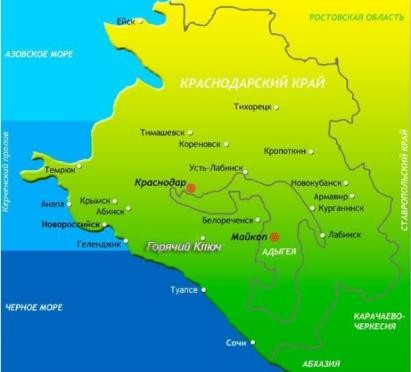 Ейск
РОСТОВСКАЯ ОБЛАСТЬ
АЗОВСКОЕ МОРЕ
КРАСНОДАРСКИЙ КРАЙ
Тихорецк
Тимашевск
Кореновск
Кропоткин
Керченский пролив
Темрюк
Усть-Лабинск
Краснодар
Новокубанск
СТАВРОПОЛЬСКИЙ КРАЙ
Анапа
Крымск
Абинск
Армавир
Курганинск
Новороссийск
Белореченск
Геленджик
Горячий Ключ
Майкоп
Лабинск
АДЫГЕЯ
Туапсе
ЧЕРНОЕ МОРЕ
КАРАЧАЕВО-
ЧЕРКЕСИЯ
Сочи
АБХАЗИЯ